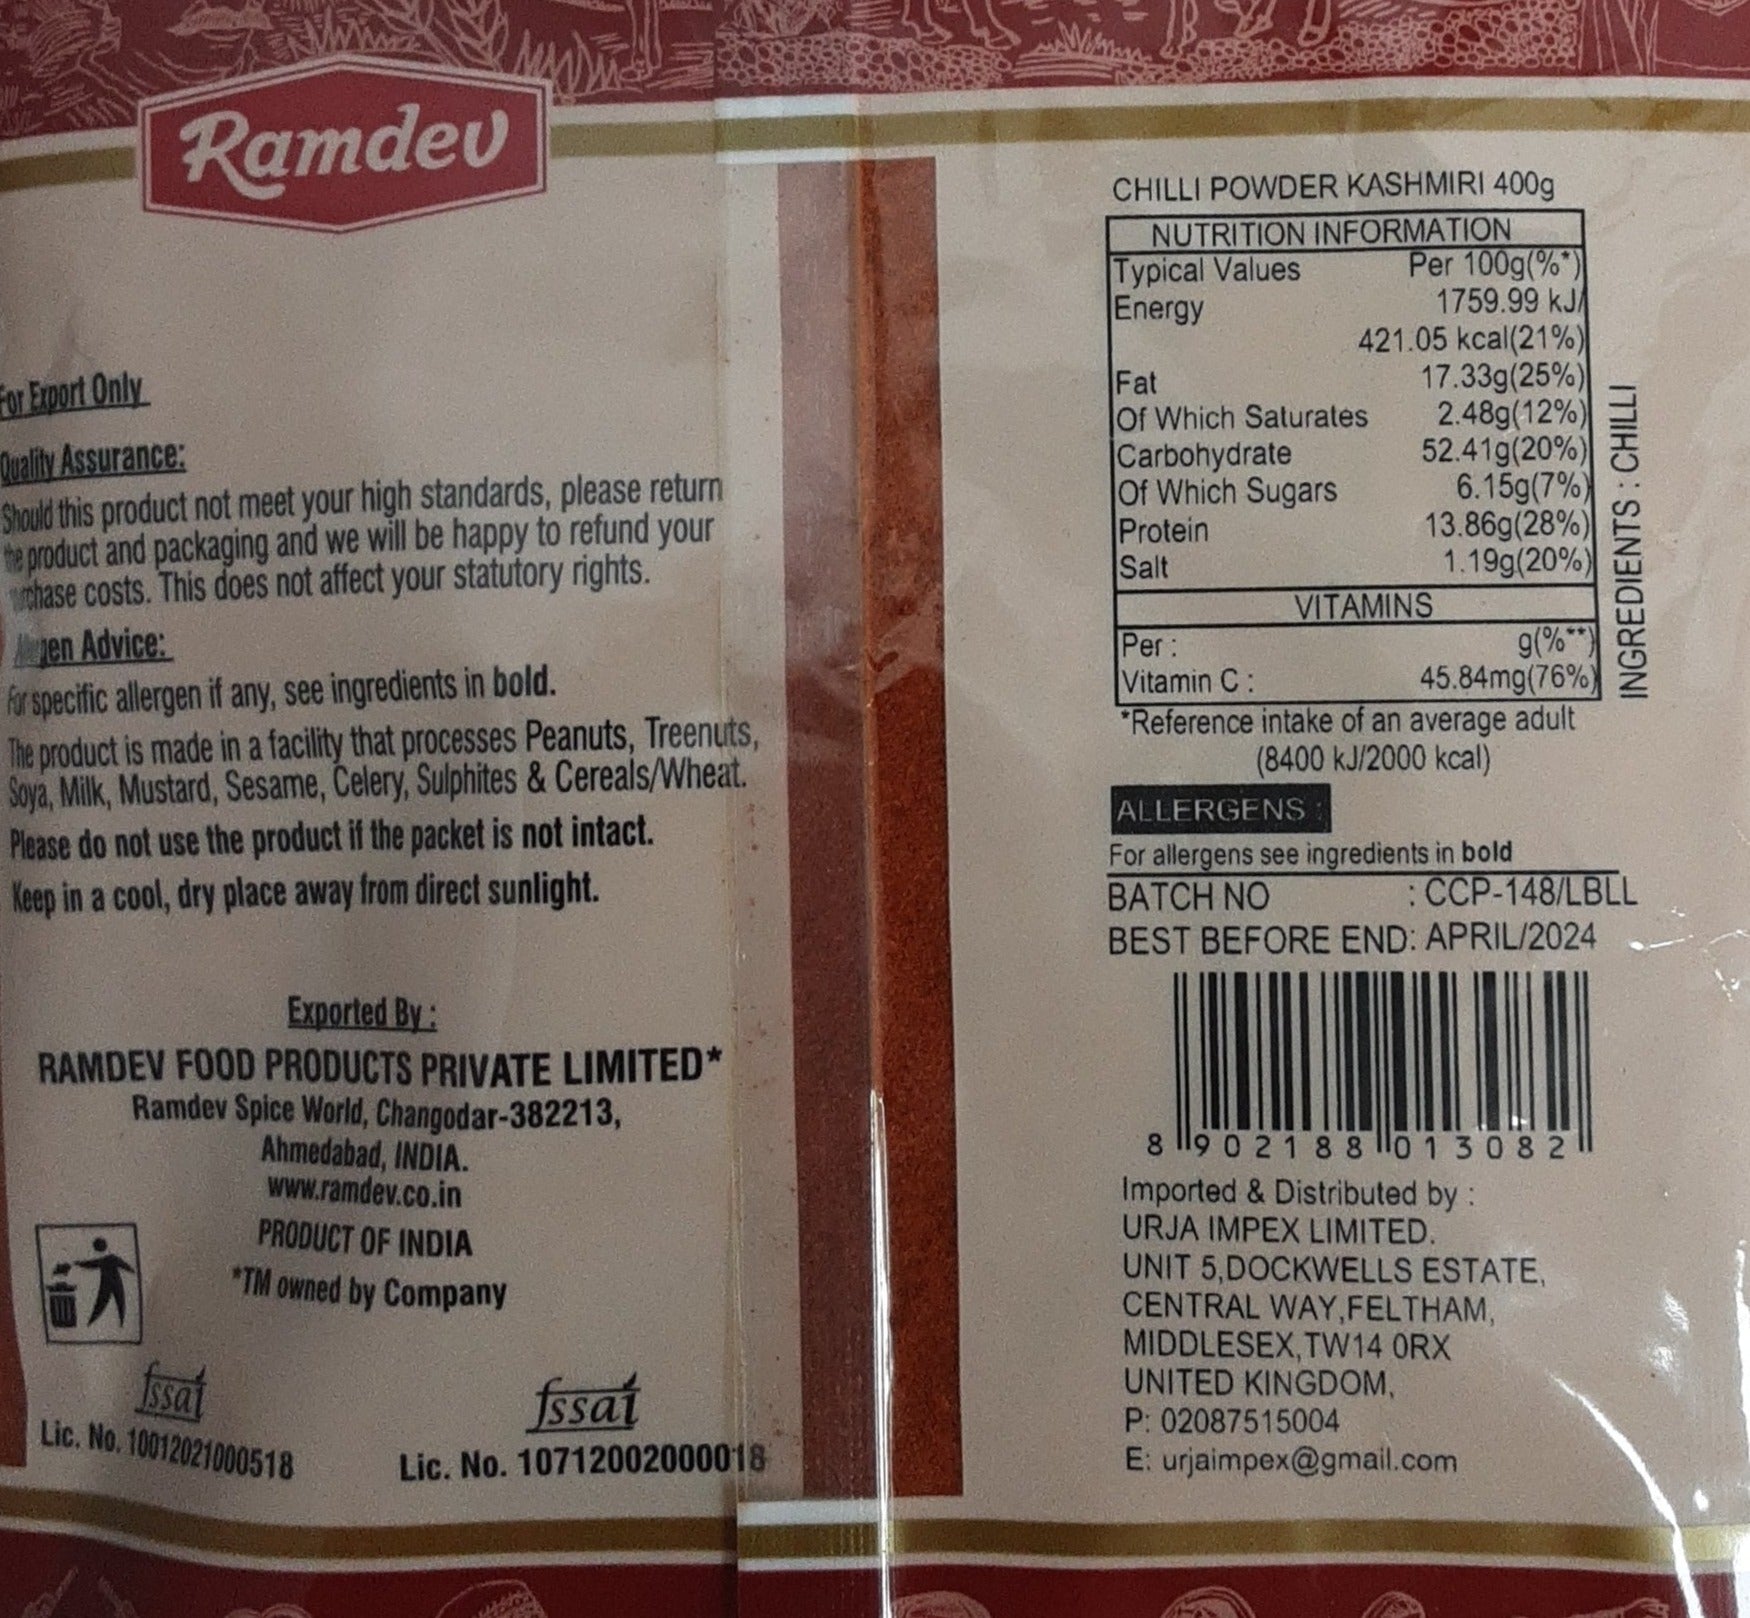 Ramdev
For Export Only
Quality Assurance:
Should this product not meet your high standards, please return
the product and packaging and we will be happy to refund your
chase costs. This does not affect your statutory rights.
gen Advice:
for specific allergen if any, see ingredients in bold.
The product is made in a facility that processes Peanuts, Treenuts,
Soya, Milk, Mustard, Sesame, Celery, Sulphites & Cereals/Wheat.
Please do not use the product if the packet is not intact.
Keep in a cool, dry place away from direct sunlight.
Exported By :
RAMDEV FOOD PRODUCTS PRIVATE LIMITED*
Ramdev Spice World, Changodar-382213,
Ahmedabad, INDIA.
www.ramdev.co.in
PRODUCT OF INDIA
*TM owned by Company
fssai
Lic. No. 10012021000518
fssai
Lic. No. 10712002000018
CHILLI POWDER KASHMIRI 400g
NUTRITION INFORMATION
Typical Values Per 100g(%*)
Energy 1759.99 kJ/
421.05 kcal(21%)
Fat 17.33g(25%)
Of Which Saturates 2.48g(12%)
Carbohydrate 52.41g(20%)
Of Which Sugars 6.15g(7%)
Protein 13.86g(28%)
Salt 1.19g(20%)
VITAMINS
Per : g(%**)
Vitamin C : 45.84mg(76%)
INGREDIENTS : CHILLI
*Reference intake of an average adult
(8400 kJ/2000 kcal)
ALLERGENS :
For allergens see ingredients in bold
BATCH NO : CCP-148/LBLL
BEST BEFORE END: APRIL/2024
8 902188 013082
Imported & Distributed by :
URJA IMPEX LIMITED.
UNIT 5,DOCKWELLS ESTATE,
CENTRAL WAY,FELTHAM,
MIDDLESEX,TW14 0RX
UNITED KINGDOM,
P: 02087515004
E: urjaimpex@gmail.com